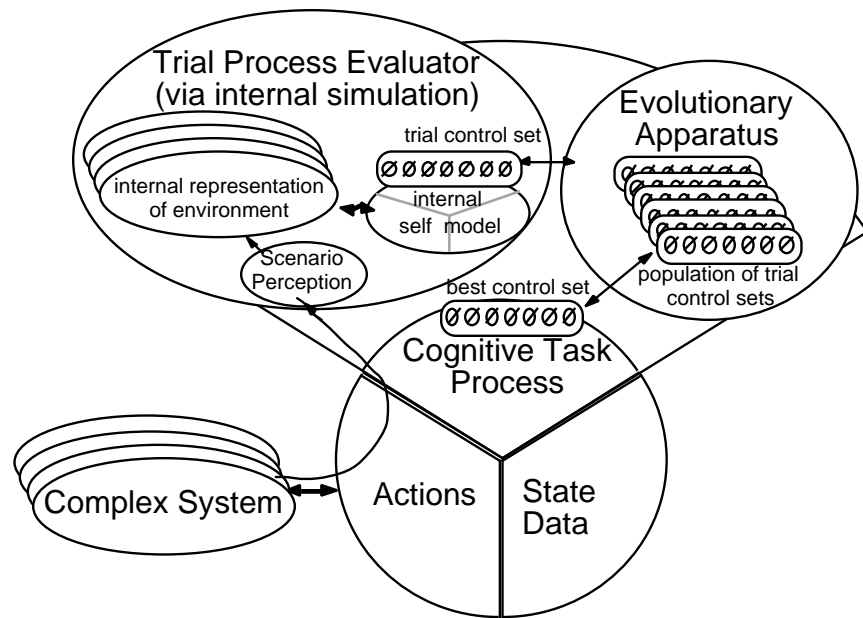 Trial Process Evaluator
(via internal simulation)
trial control set
Ø Ø Ø Ø Ø Ø Ø
internal representation
of environment
internal
self model
Scenario
Perception
Evolutionary
Apparatus
Ø Ø Ø Ø Ø Ø Ø
population of trial
control sets
best control set
Ø Ø Ø Ø Ø Ø Ø
Cognitive Task
Process
Complex System
Actions
State
Data